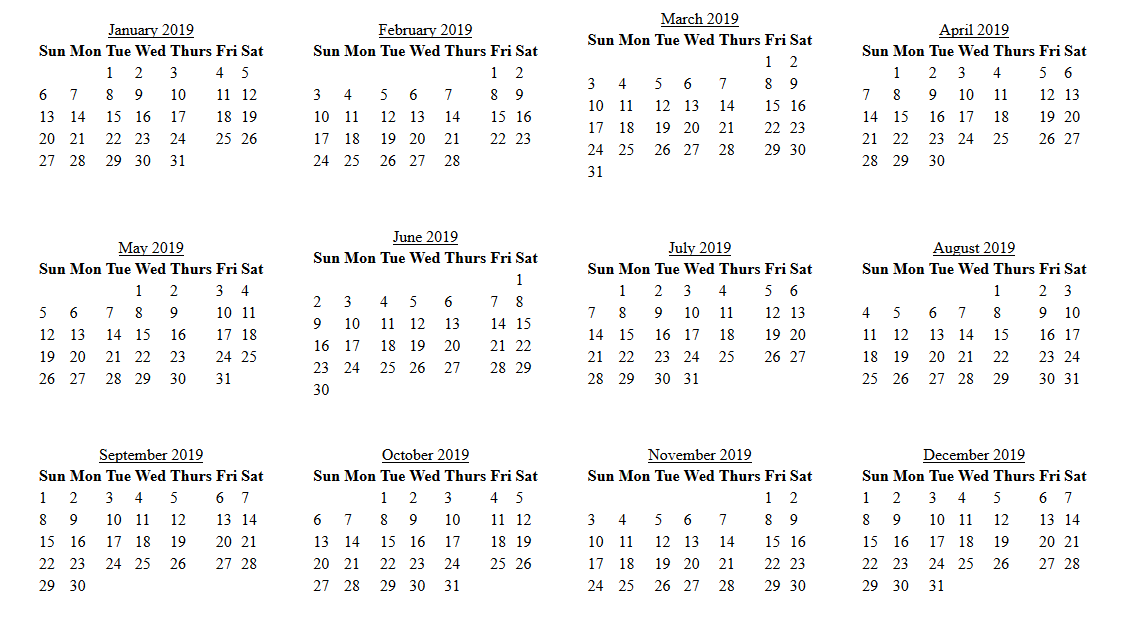 January 2019
Sun Mon Tue Wed Thurs Fri Sat
1 2 3 4 5
6 7 8 9 10 11 12
13 14 15 16 17 18 19
20 21 22 23 24 25 26
27 28 29 30 31
February 2019
Sun Mon Tue Wed Thurs Fri Sat
1 2
3 4 5 6 7 8 9
10 11 12 13 14 15 16
17 18 19 20 21 22 23
24 25 26 27 28
March 2019
Sun Mon Tue Wed Thurs Fri Sat
1 2
3 4 5 6 7 8 9
10 11 12 13 14 15 16
17 18 19 20 21 22 23
24 25 26 27 28 29 30
31
April 2019
Sun Mon Tue Wed Thurs Fri Sat
1 2 3 4 5 6
7 8 9 10 11 12 13
14 15 16 17 18 19 20
21 22 23 24 25 26 27
28 29 30
May 2019
Sun Mon Tue Wed Thurs Fri Sat
1 2 3 4
5 6 7 8 9 10 11
12 13 14 15 16 17 18
19 20 21 22 23 24 25
26 27 28 29 30 31
June 2019
Sun Mon Tue Wed Thurs Fri Sat
1
2 3 4 5 6 7 8
9 10 11 12 13 14 15
16 17 18 19 20 21 22
23 24 25 26 27 28 29
30
July 2019
Sun Mon Tue Wed Thurs Fri Sat
1 2 3 4 5 6
7 8 9 10 11 12 13
14 15 16 17 18 19 20
21 22 23 24 25 26 27
28 29 30 31
August 2019
Sun Mon Tue Wed Thurs Fri Sat
1 2 3
4 5 6 7 8 9 10
11 12 13 14 15 16 17
18 19 20 21 22 23 24
25 26 27 28 29 30 31
September 2019
Sun Mon Tue Wed Thurs Fri Sat
1 2 3 4 5 6 7
8 9 10 11 12 13 14
15 16 17 18 19 20 21
22 23 24 25 26 27 28
29 30
October 2019
Sun Mon Tue Wed Thurs Fri Sat
1 2 3 4 5
6 7 8 9 10 11 12
13 14 15 16 17 18 19
20 21 22 23 24 25 26
27 28 29 30 31
November 2019
Sun Mon Tue Wed Thurs Fri Sat
1 2
3 4 5 6 7 8 9
10 11 12 13 14 15 16
17 18 19 20 21 22 23
24 25 26 27 28 29 30
December 2019
Sun Mon Tue Wed Thurs Fri Sat
1 2 3 4 5 6 7
8 9 10 11 12 13 14
15 16 17 18 19 20 21
22 23 24 25 26 27 28
29 30 31